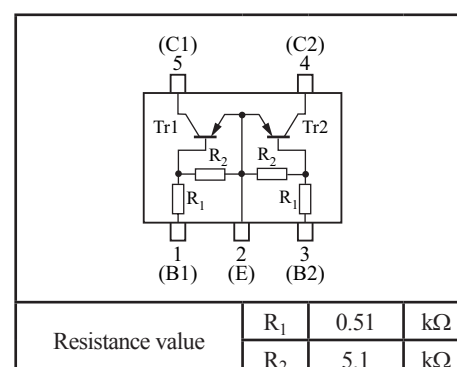 (C1) (C2)
5 4
Tr1 Tr2
R2 R2
R1 R1
1 2 3
(B1) (E) (B2)
Resistance value R1 0.51 kΩ
R2 5.1 kΩ